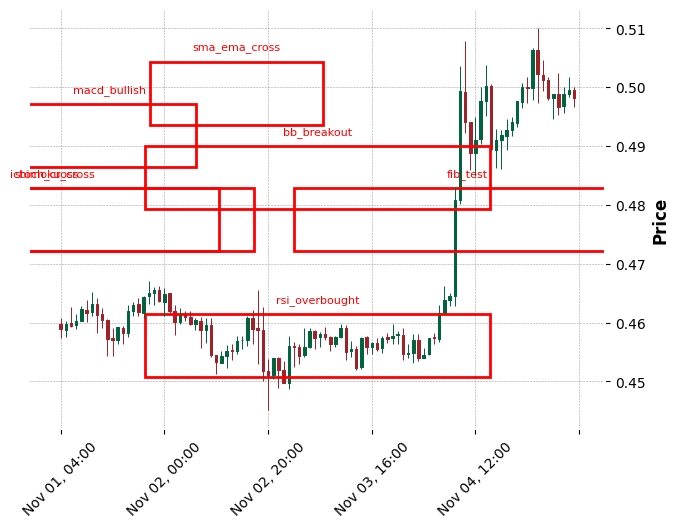 sma_ema_cross
macd_bullish
bb_breakout
fib_test
rsi_overbought
0.51
0.50
0.49
0.48
0.47
0.46
0.45
Price
Nov 01, 04:00
Nov 02, 00:00
Nov 02, 20:00
Nov 03, 16:00
Nov 04, 12:00